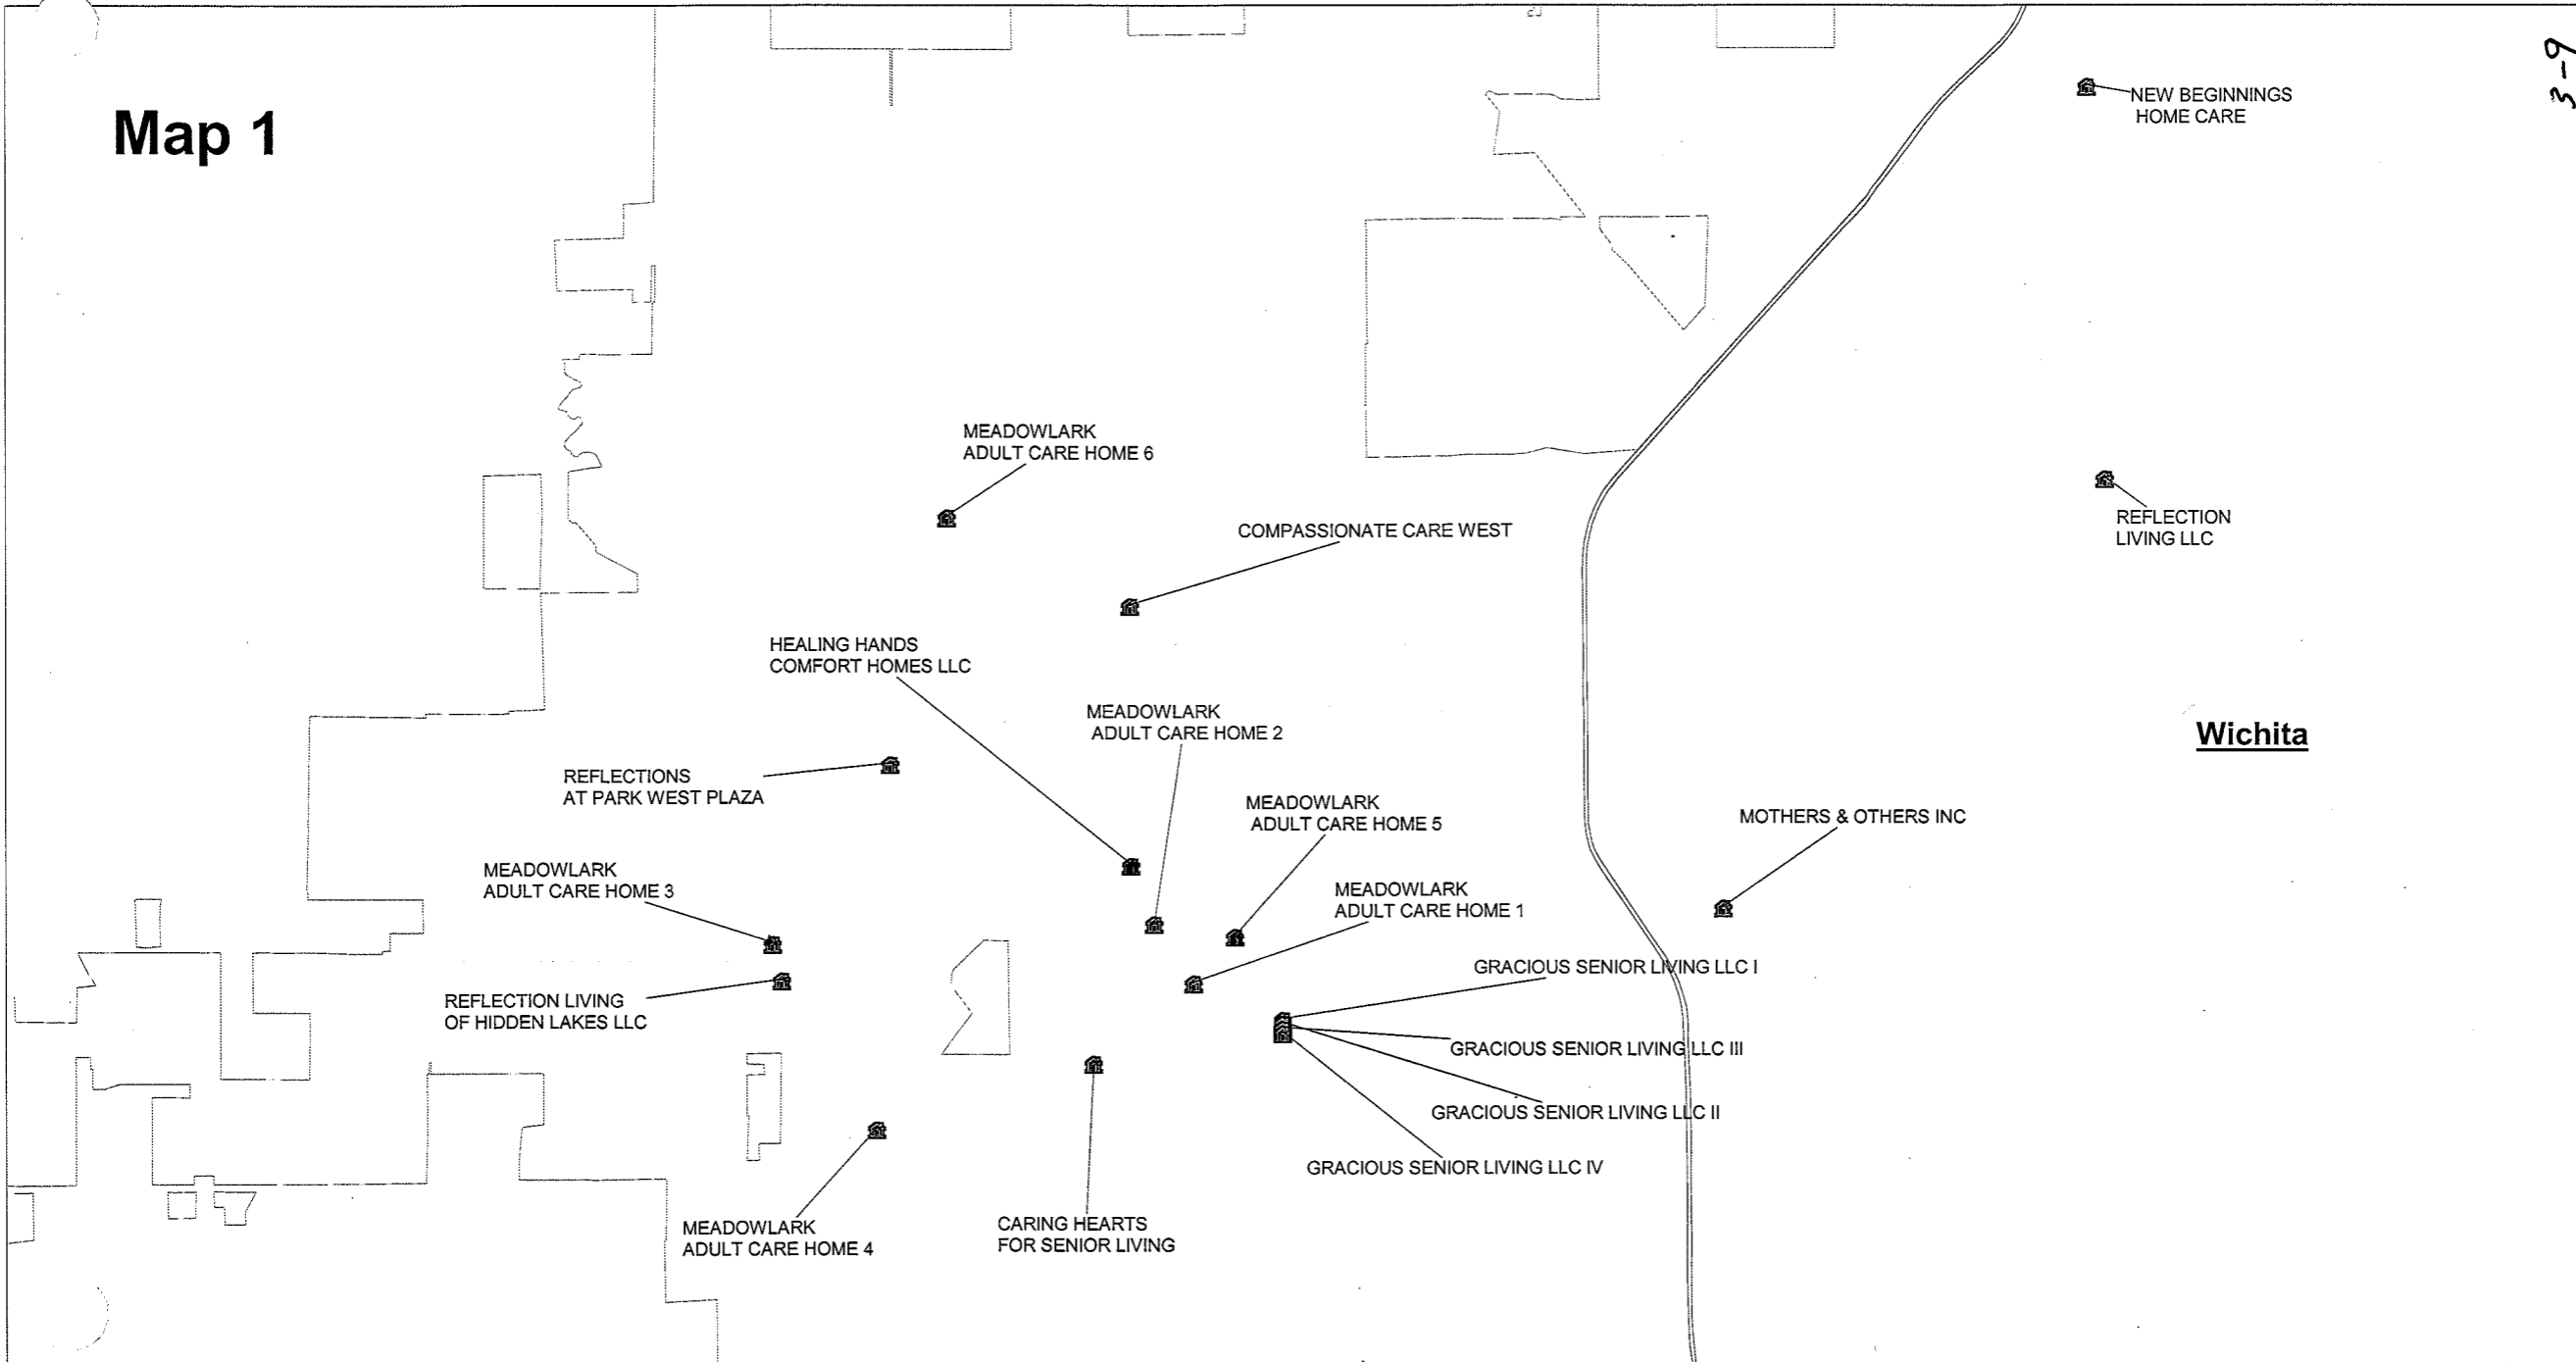 Map 1
3-9
NEW BEGINNINGS
HOME CARE
MEADOWLARK
ADULT CARE HOME 6
COMPASSIONATE CARE WEST
REFLECTION
LIVING LLC
HEALING HANDS
COMFORT HOMES LLC
MEADOWLARK
ADULT CARE HOME 2
Wichita
REFLECTIONS
AT PARK WEST PLAZA
MEADOWLARK
ADULT CARE HOME 5
MOTHERS & OTHERS INC
MEADOWLARK
ADULT CARE HOME 3
MEADOWLARK
ADULT CARE HOME 1
GRACIOUS SENIOR LIVING LLC I
REFLECTION LIVING
OF HIDDEN LAKES LLC
GRACIOUS SENIOR LIVING LLC III
GRACIOUS SENIOR LIVING LLC II
GRACIOUS SENIOR LIVING LLC IV
MEADOWLARK
ADULT CARE HOME 4
CARING HEARTS
FOR SENIOR LIVING